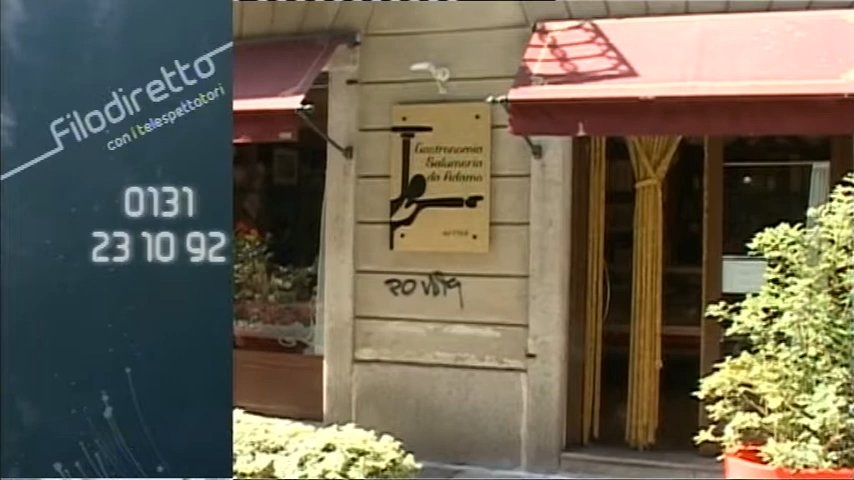 Filodiretto
con i telespettatori
0131
23 10 92
Gastronomia
Salumeria
da Adamo